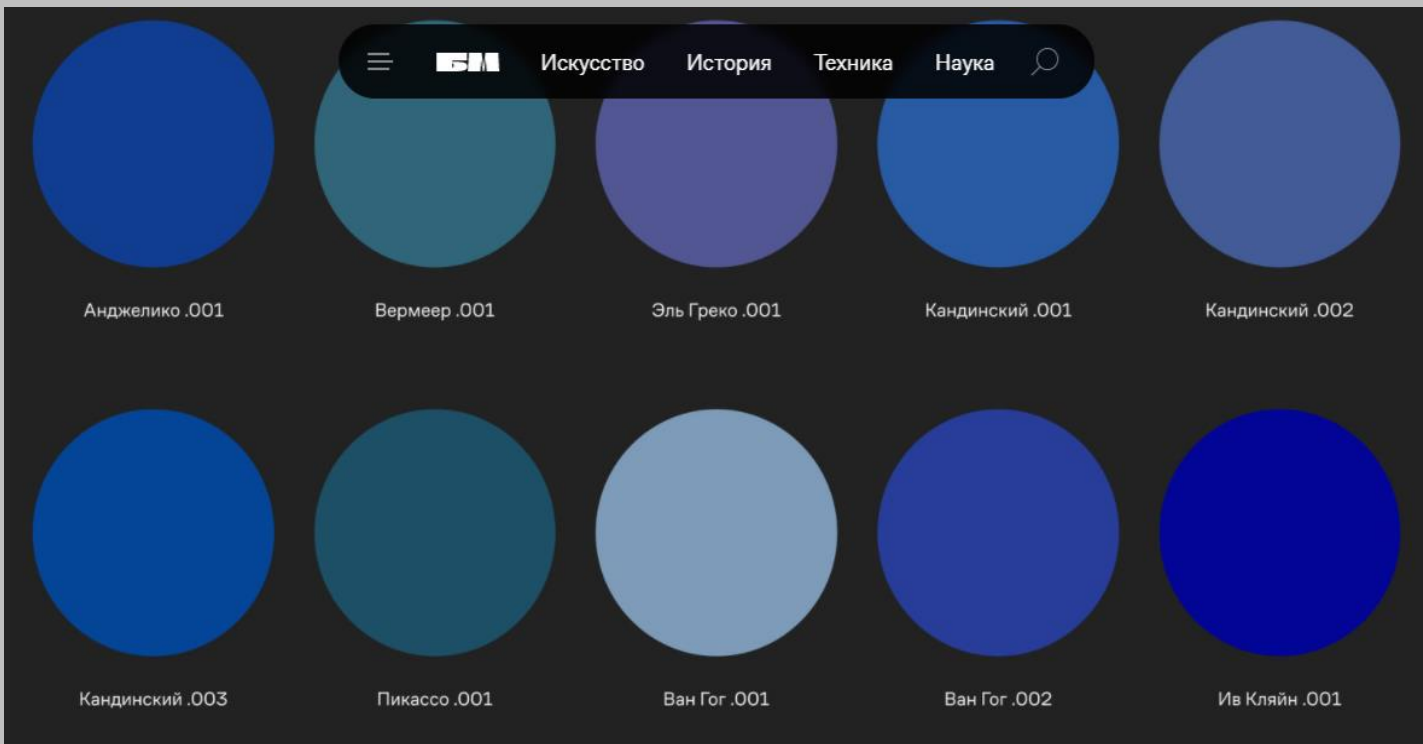 БМ Искусство История Техника Наука
Анджелико .001 Вермеер .001 Эль Греко .001 Кандинский .001 Кандинский .002
Кандинский .003 Пикассо .001 Ван Гог .001 Ван Гог .002 Ив Кляйн .001